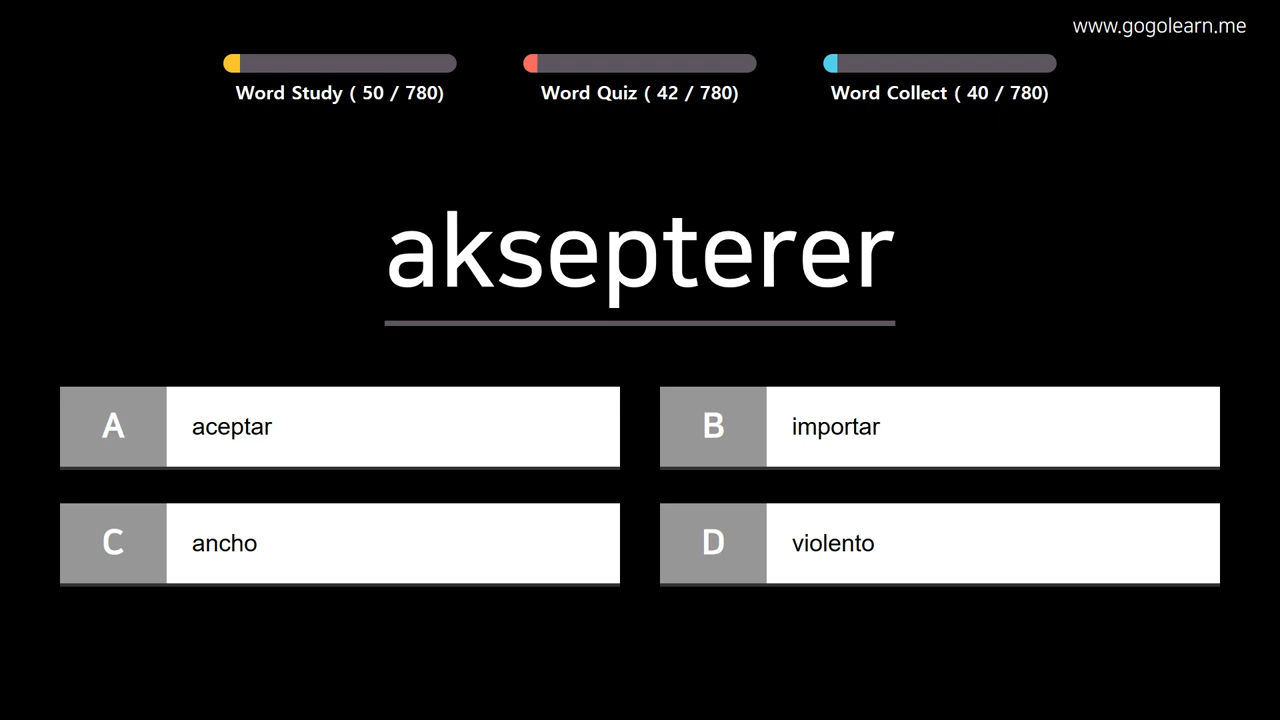 www.gogolearn.me
Word Study ( 50 / 780)
Word Quiz ( 42 / 780)
Word Collect ( 40 / 780)
aksepterer
A aceptar
B importar
C ancho
D violento